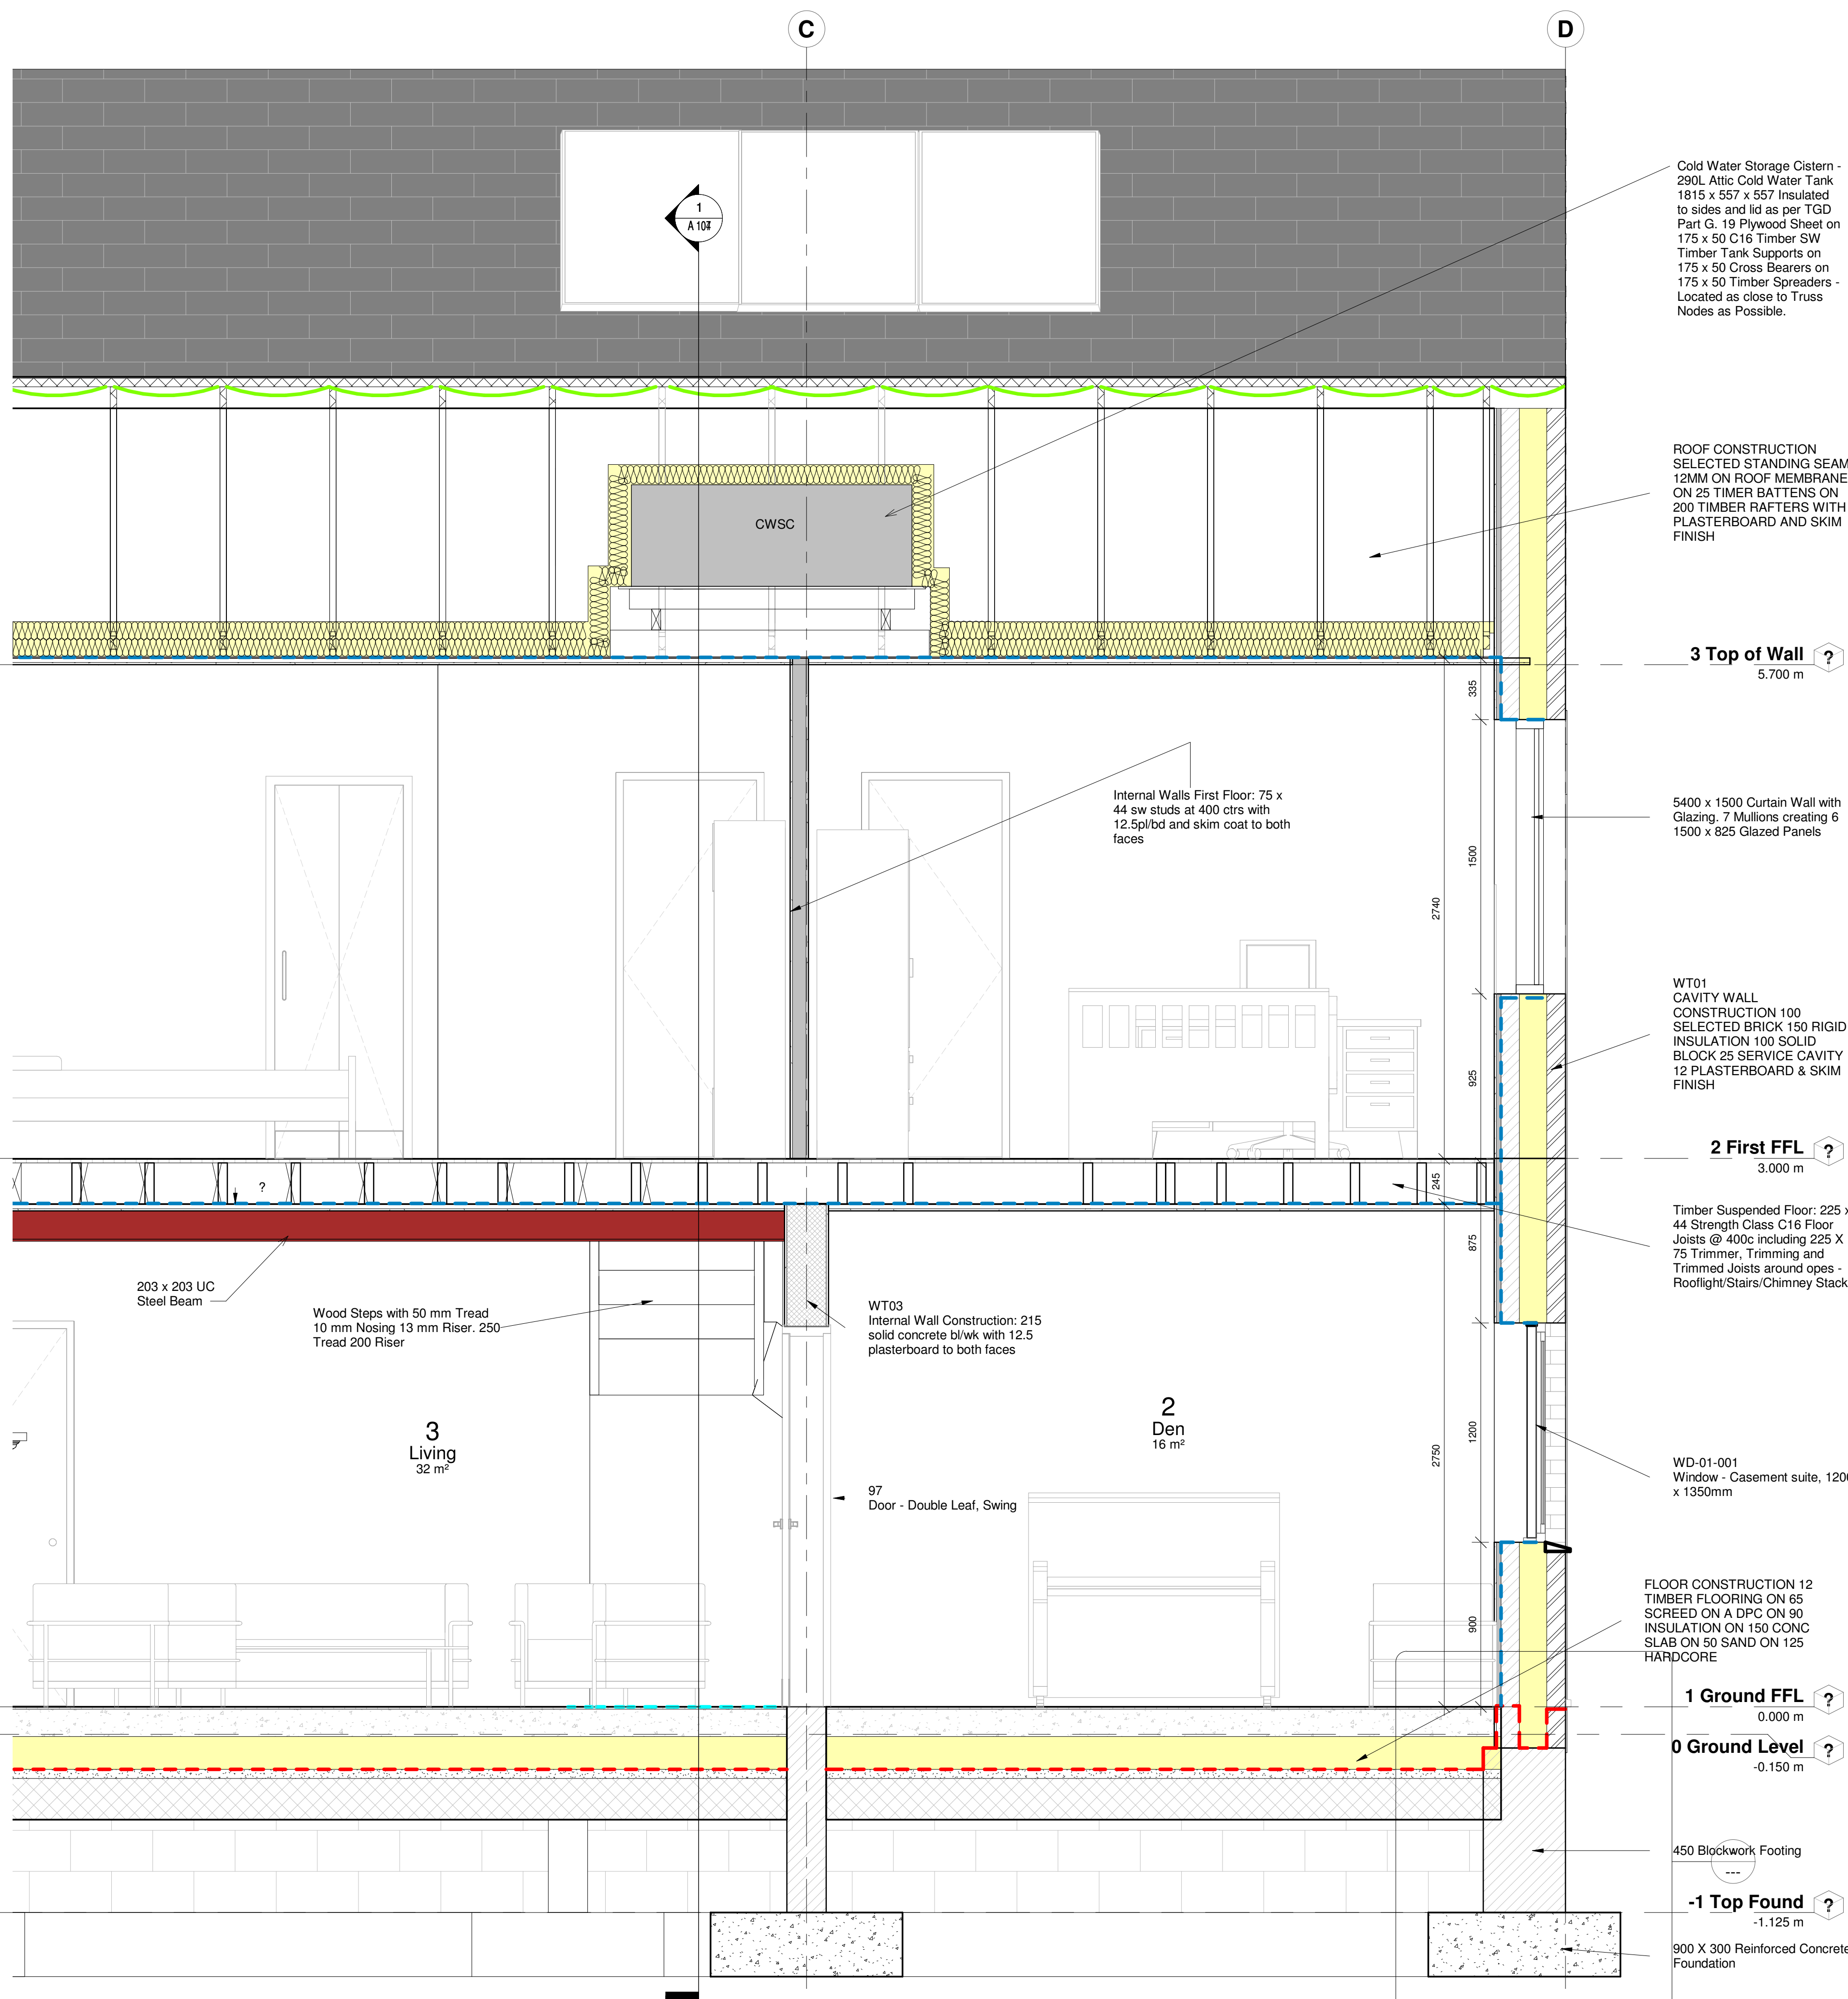 C
D
1
Cold Water Storage Cistern -
290L Attic Cold Water Tank
1815 x 557 x 557 Insulated
to sides and lid as per TGD
Part G. 19 Plywood Sheet on
175 x 50 C16 Timber SW
Timber Tank Supports on
175 x 50 Cross Bearers on
175 x 50 Timber Spreaders -
Located as close to Truss
Nodes as Possible.
ROOF CONSTRUCTION
SELECTED STANDING SEAM
12MM ON ROOF MEMBRANE
ON 25 TIMER BATTENS ON
200 TIMBER RAFTERS WITH
PLASTERBOARD AND SKIM
FINISH
CWSC
3 Top of Wall
?
5.700 m
335
Internal Walls First Floor: 75 x
44 sw studs at 400 ctrs with
12.5pl/bd and skim coat to both
faces
5400 x 1500 Curtain Wall with
Glazing. 7 Mullions creating 6
1500 x 825 Glazed Panels
1500
2740
WT01
CAVITY WALL
CONSTRUCTION 100
SELECTED BRICK 150 RIGID
INSULATION 100 SOLID
BLOCK 25 SERVICE CAVITY
12 PLASTERBOARD & SKIM
FINISH
925
2 First FFL
?
3.000 m
?
245
Timber Suspended Floor: 225 x
44 Strength Class C16 Floor
Joists @ 400c including 225 X
75 Trimmer, Trimming and
Trimmed Joists around opes -
Rooflight/Stairs/Chimney Stack
875
203 x 203 UC
Steel Beam
Wood Steps with 50 mm Tread
10 mm Nosing 13 mm Riser. 250
Tread 200 Riser
WT03
Internal Wall Construction: 215
solid concrete bl/wk with 12.5
plasterboard to both faces
3
Living
32 m²
2
Den
16 m²
1200
2750
WD-01-001
Window - Casement suite, 120
x 1350mm
97
Door - Double Leaf, Swing
FLOOR CONSTRUCTION 12
TIMBER FLOORING ON 65
SCREED ON A DPC ON 90
INSULATION ON 150 CONC
SLAB ON 50 SAND ON 125
HARDCORE
900
1 Ground FFL
?
0.000 m
0 Ground Level
?
-0.150 m
450 Blockwork Footing
---
-1 Top Found
?
-1.125 m
900 X 300 Reinforced Concrete
Foundation